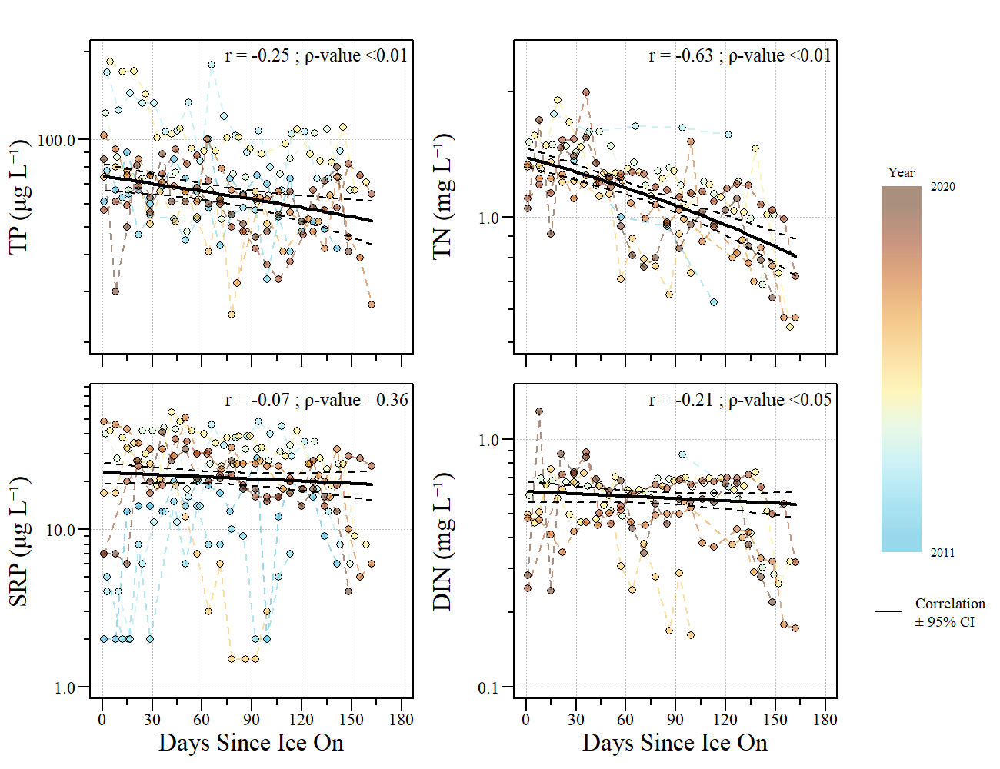 r = -0.25 ; ρ-value <0.01
r = -0.63 ; ρ-value <0.01
TP (µg L⁻¹)
100.0
TN (mg L⁻¹)
1.0
r = -0.07 ; ρ-value =0.36
r = -0.21 ; ρ-value <0.05
SRP (µg L⁻¹)
10.0
1.0
DIN (mg L⁻¹)
1.0
0.1
0 30 60 90 120 150 180
0 30 60 90 120 150 180
Days Since Ice On
Days Since Ice On
Year
2020
2011
Correlation
± 95% CI